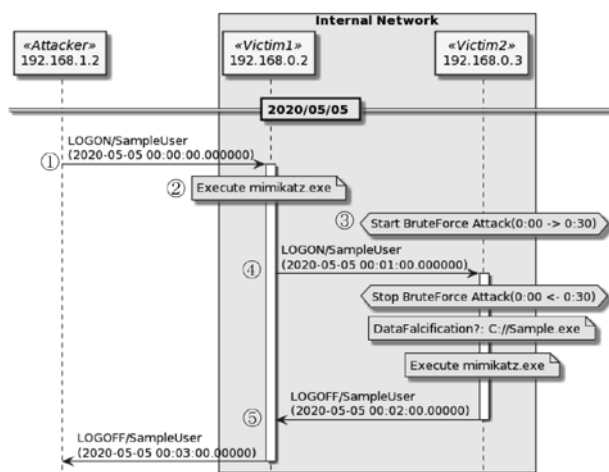 Internal Network
«Attacker»
192.168.1.2
«Victim1»
192.168.0.2
«Victim2»
192.168.0.3
2020/05/05
LOGON/SampleUser
① (2020-05-05 00:00:00.000000)
② Execute mimikatz.exe
③ Start BruteForce Attack(0:00 -> 0:30)
LOGON/SampleUser
④ (2020-05-05 00:01:00.000000)
Stop BruteForce Attack(0:00 <- 0:30)
DataFalcification?: C://Sample.exe
Execute mimikatz.exe
LOGOFF/SampleUser
⑤ (2020-05-05 00:02:00.00000)
LOGOFF/SampleUser
(2020-05-05 00:03:00.00000)